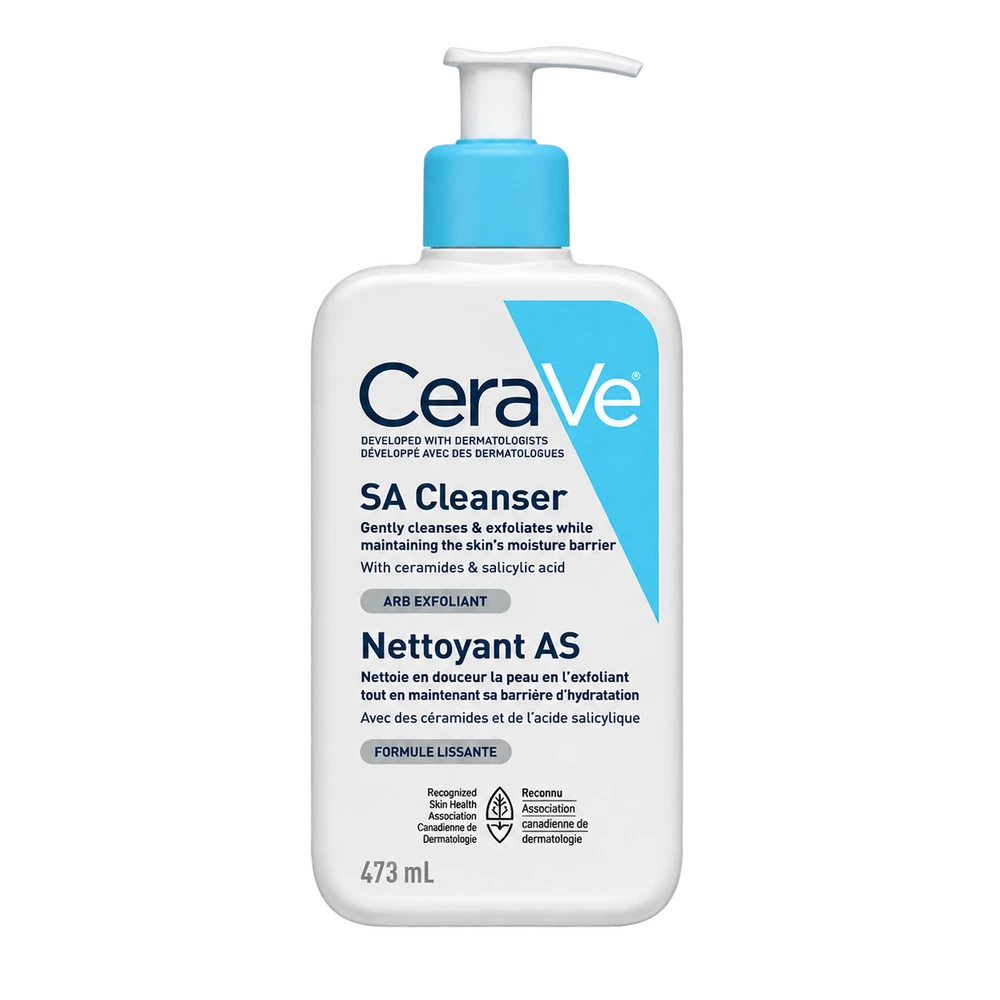 CeraVe®
DEVELOPED WITH DERMATOLOGISTS
DÉVELOPPÉ AVEC DES DERMATOLOGUES
SA Cleanser
Gently cleanses & exfoliates while
maintaining the skin's moisture barrier
With ceramides & salicylic acid
ARB EXFOLIANT
Nettoyant AS
Nettoie en douceur la peau en l'exfoliant
tout en maintenant sa barrière d'hydratation
Avec des céramides et de l'acide salicylique
FORMULE LISSANTE
Recognized
Skin Health
Association
Canadienne de
Dermatologie
Reconnu
Association
canadienne de
dermatologie
473 mL